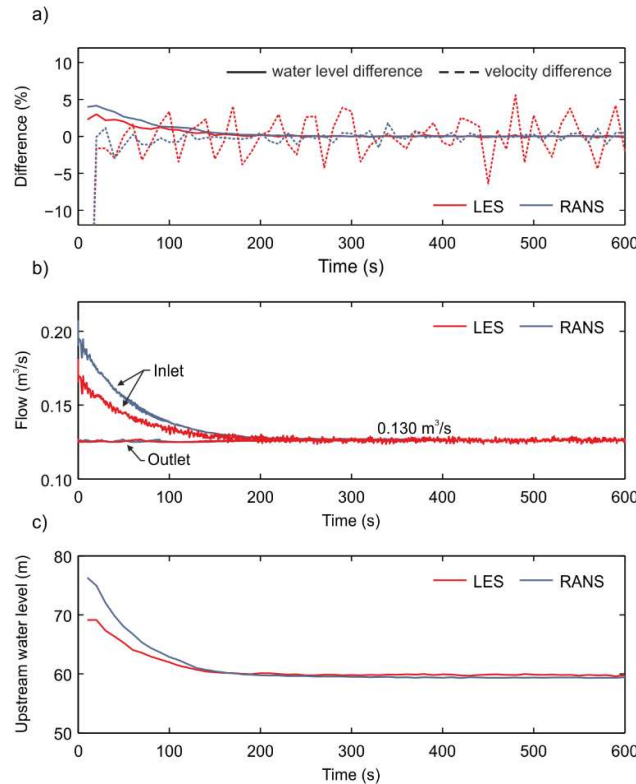 a)
water level difference velocity difference
Difference (%)
10
5
0
−5
−10
LES RANS
0 100 200 300 400 500 600
Time (s)
b)
Flow (m³/s)
0.20
0.15
0.10
LES RANS
Inlet
0.130 m³/s
Outlet
0 100 200 300 400 500 600
Time (s)
c)
Upstream water level (m)
80
70
60
50
LES RANS
0 100 200 300 400 500 600
Time (s)